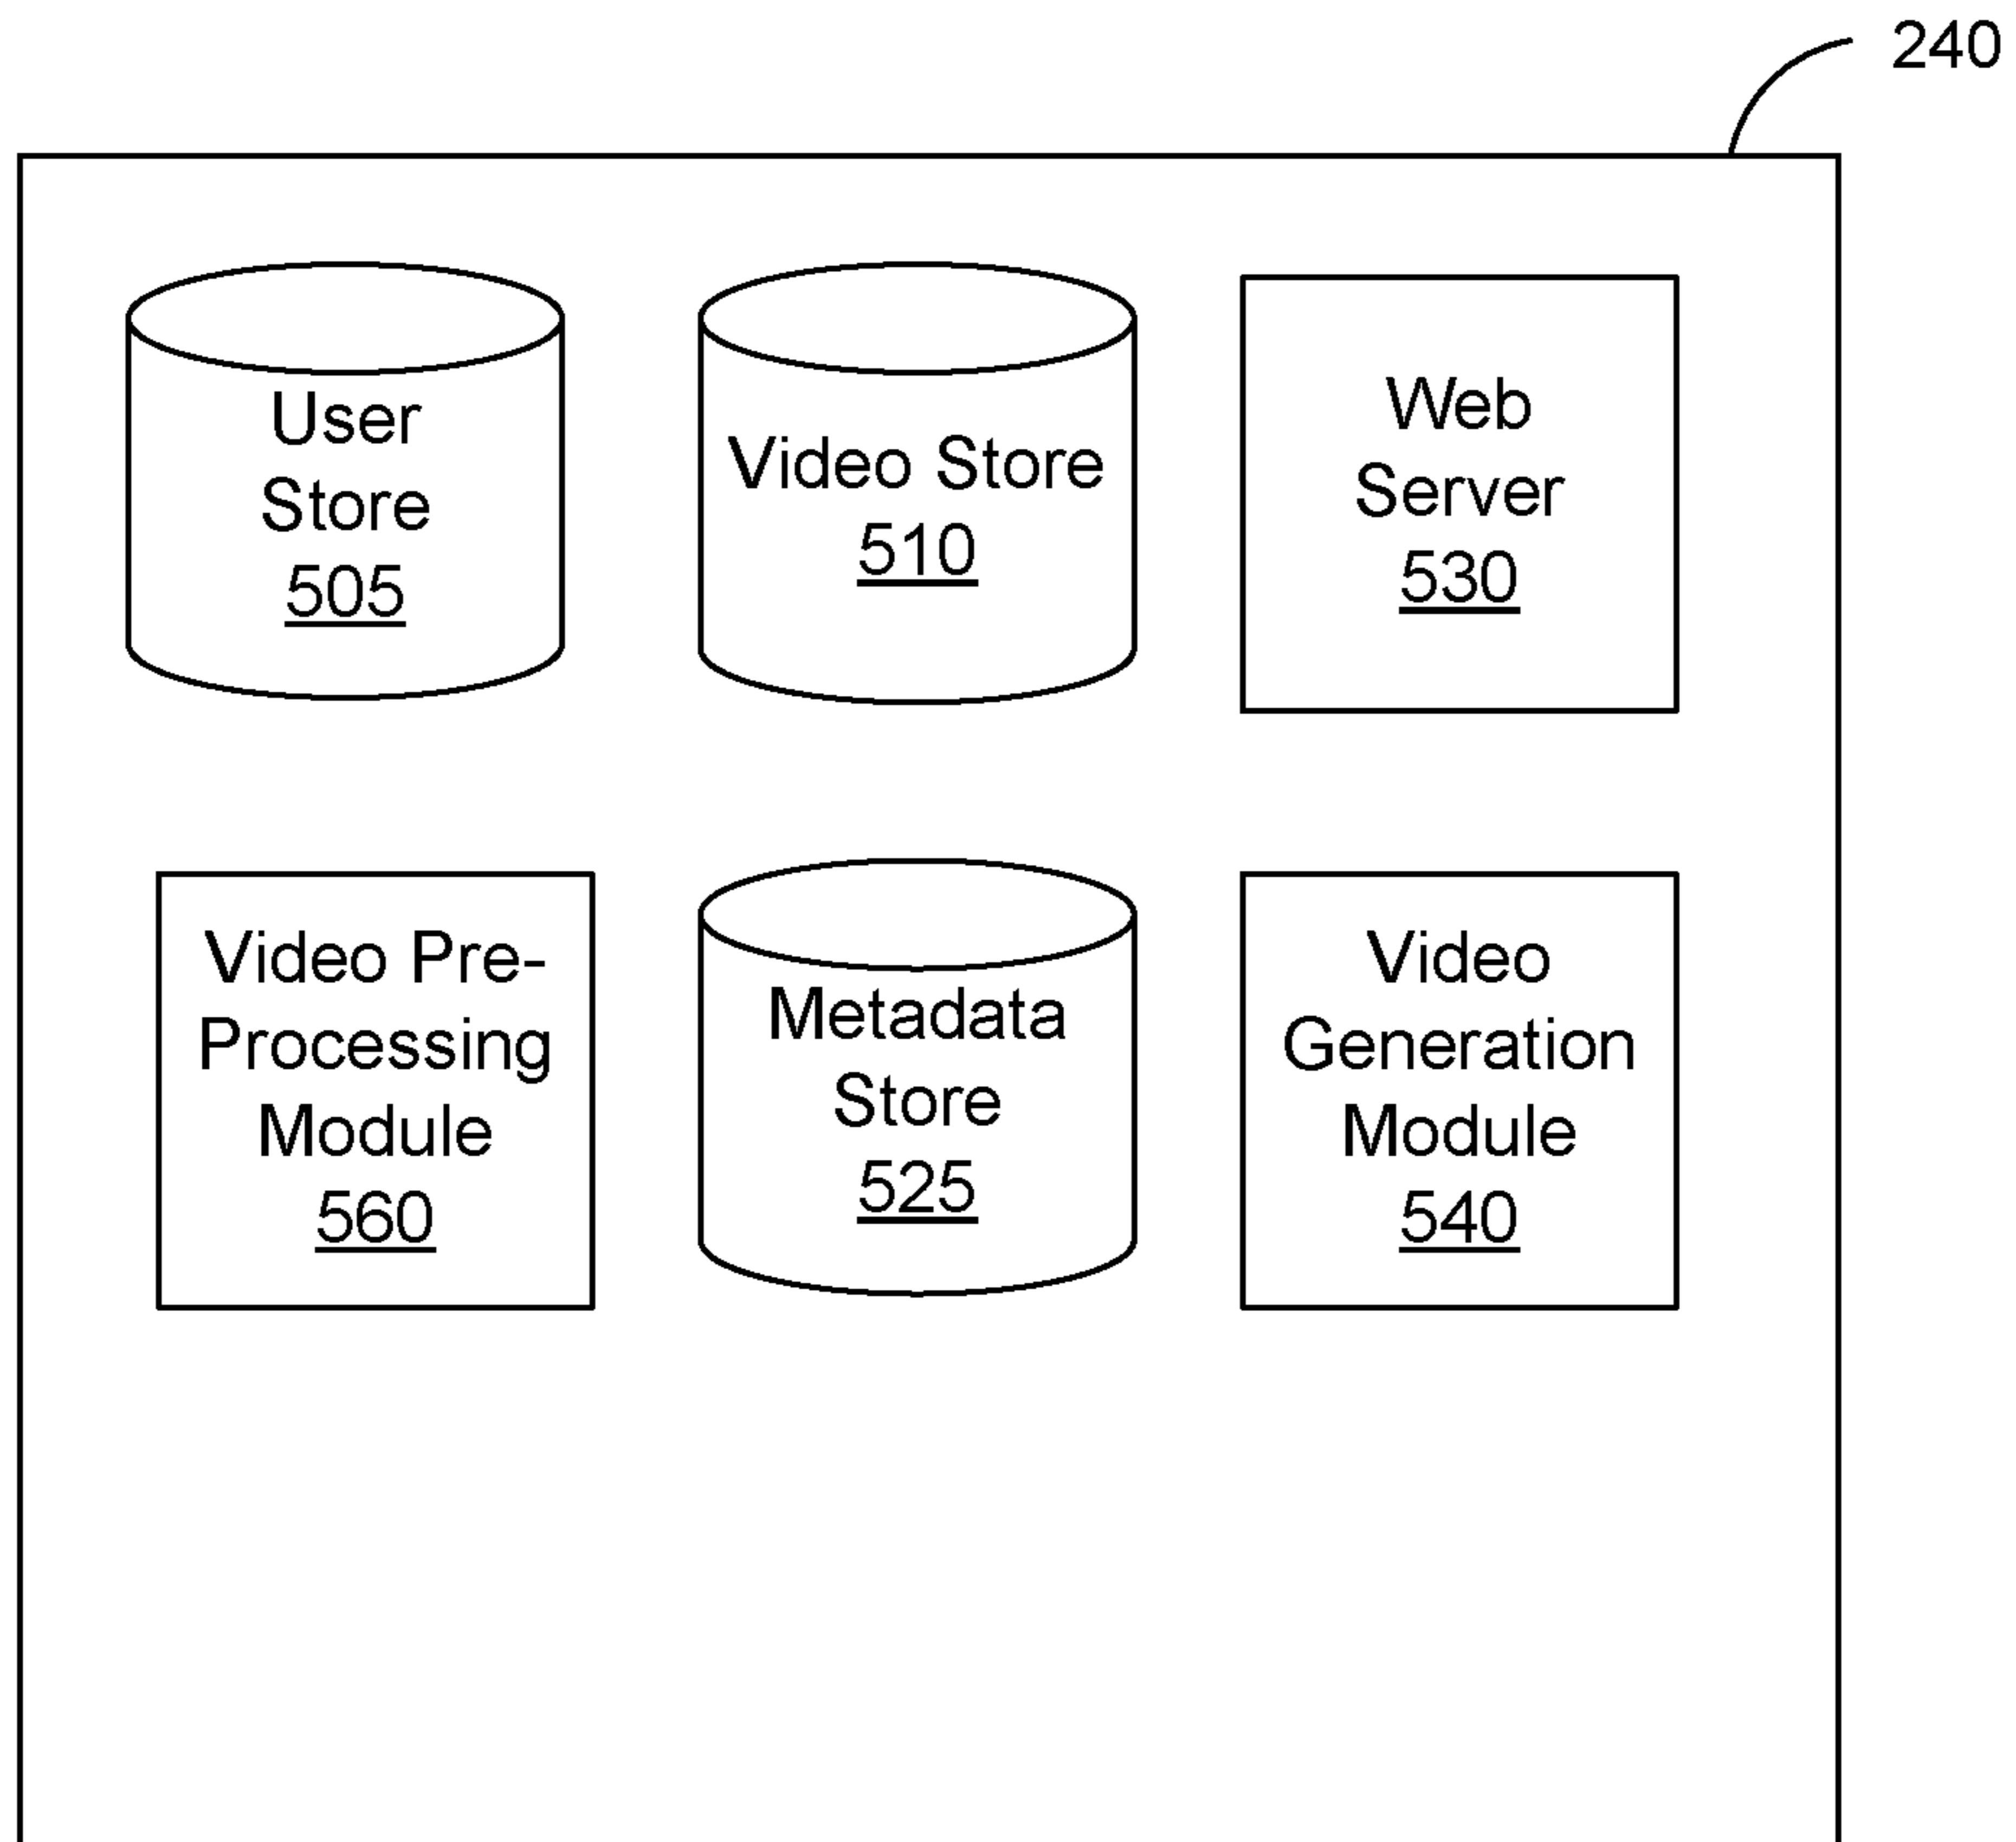 240
User
Store
505
Video Store
510
Web
Server
530
Video Pre-
Processing
Module
560
Metadata
Store
525
Video
Generation
Module
540